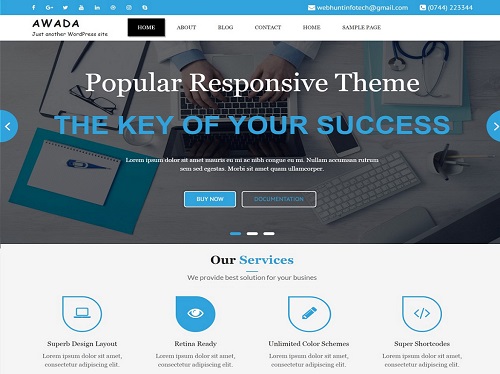 webhuntinfotech@gmail.com (0744) 223344
AWADA
Just another WordPress site
HOME ABOUT BLOG CONTACT HOME SAMPLE PAGE
Popular Responsive Theme
THE KEY OF YOUR SUCCESS
Lorem ipsum dolor sit amet mauris eu mi ac nibh congue eu mi. Nullam accumsan rutrum
sem sed egestas. Morbi sit amet quam ullamcorper.
BUY NOW DOCUMENTATION
Our Services
We provide best solution for your busines
Superb Design Layout Retina Ready Unlimited Color Schemes Super Shortcodes
Lorem ipsum dolor sit amet, Lorem ipsum dolor sit amet, Lorem ipsum dolor sit amet, Lorem ipsum dolor sit amet,
consectetur adipiscing elit. consectetur adipiscing elit. consectetur adipiscing elit. consectetur adipiscing elit.